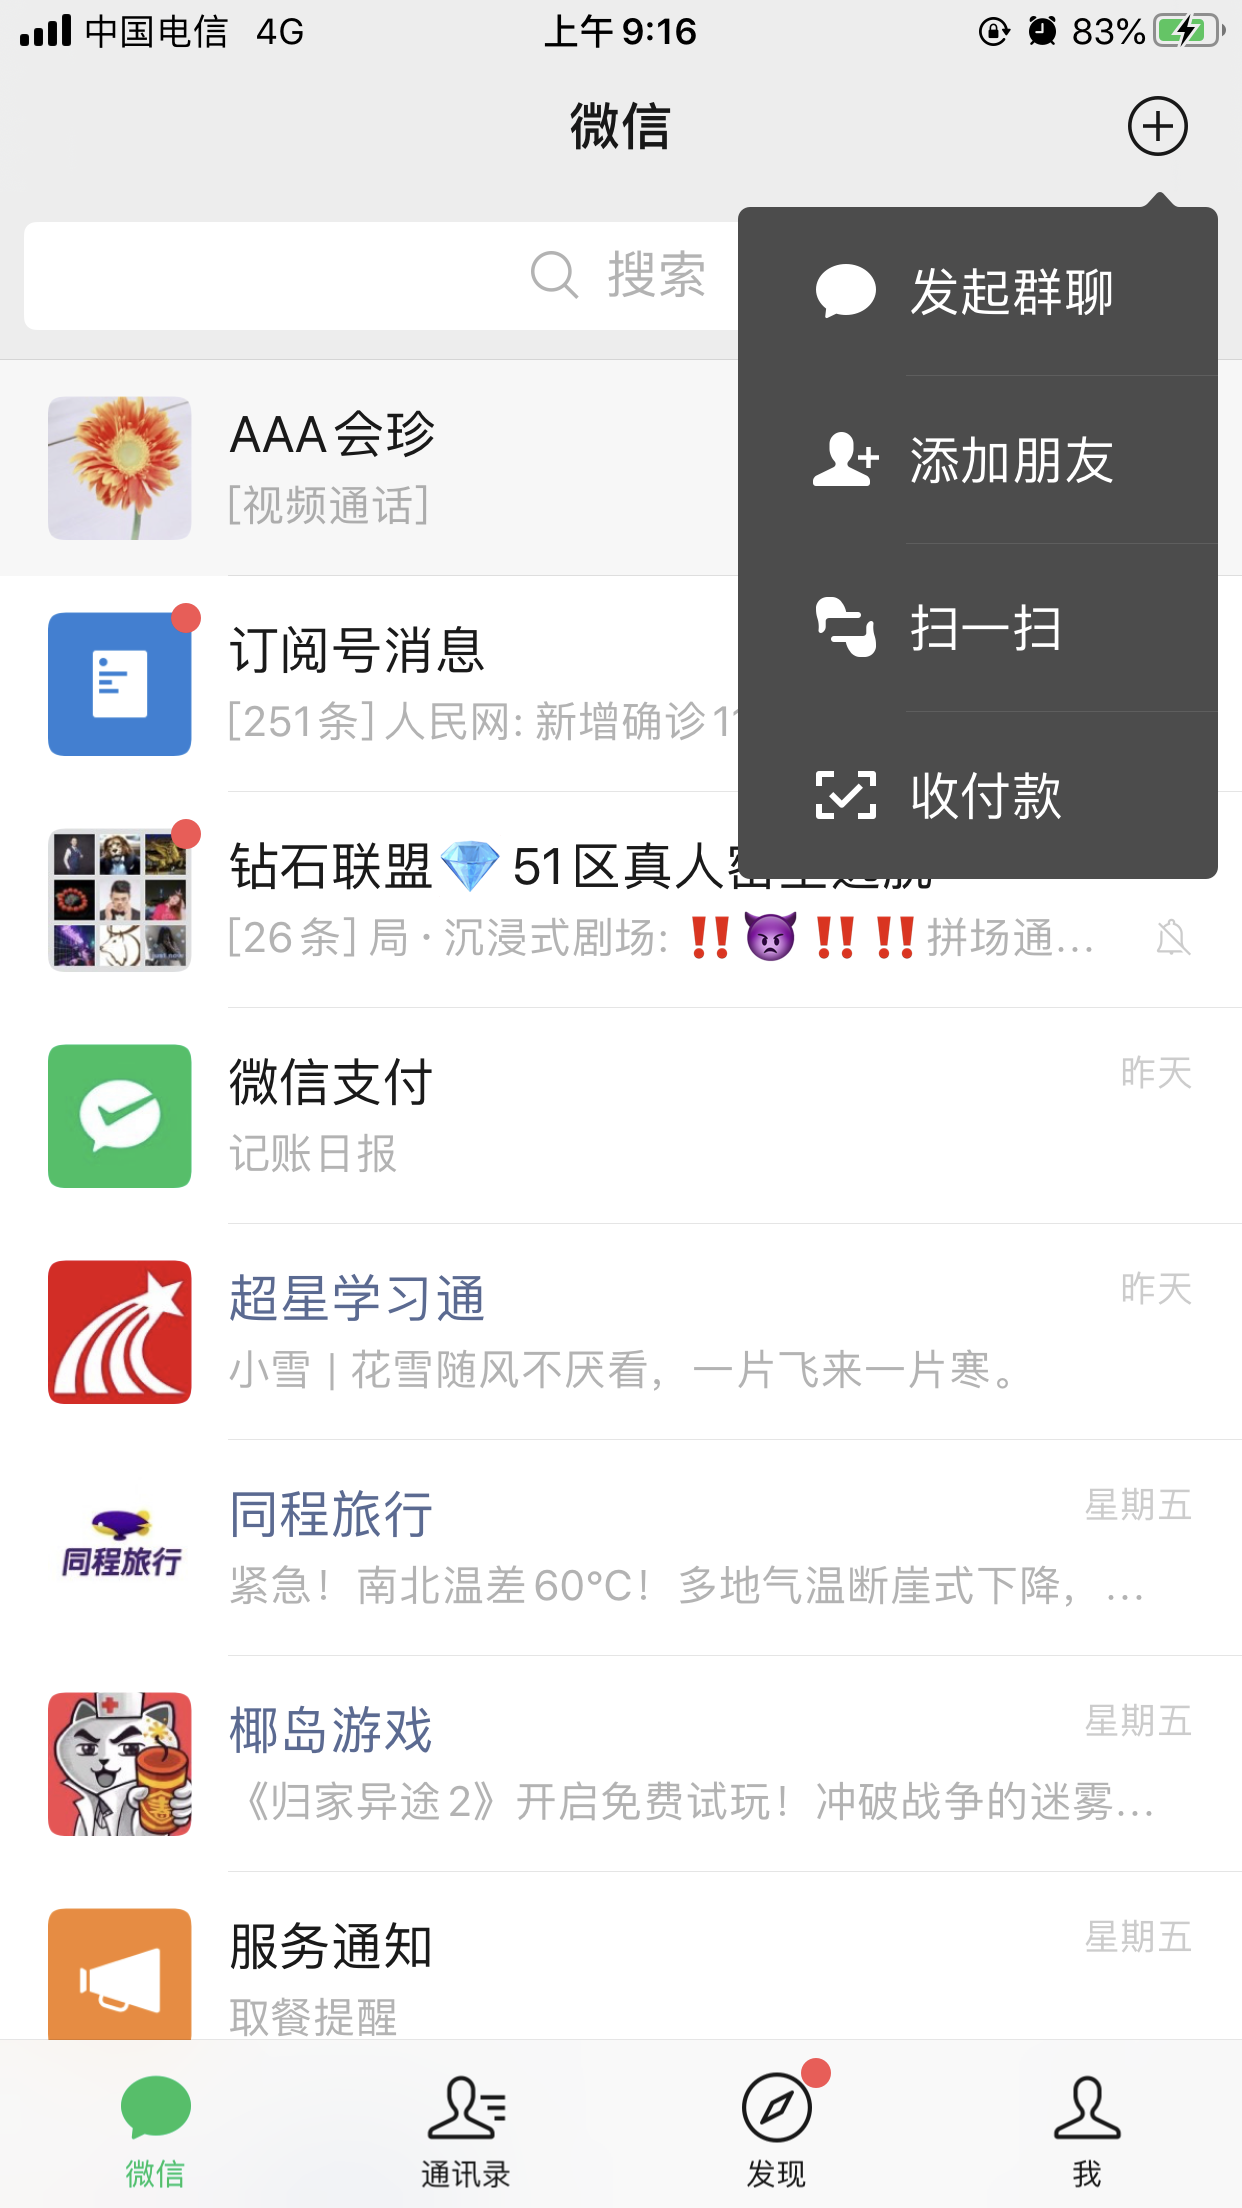 中国电信 4G
上午 9:16
83%
微信
搜索
发起群聊
添加朋友
扫一扫
收付款
AAA会珍
[视频通话]
订阅号消息
[251条] 人民网: 新增确诊1
钻石联盟💎51区真人
[26条] 局·沉浸式剧场: ‼️👿‼️‼️拼场通...
微信支付
昨天
记账日报
超星学习通
昨天
小雪 | 花雪随风不厌看，一片飞来一片寒。
同程旅行
同程旅行
星期五
紧急！南北温差60℃！多地气温断崖式下降，...
椰岛游戏
星期五
《归家异途2》开启免费试玩！冲破战争的迷雾...
服务通知
星期五
取餐提醒
微信
通讯录
发现
我